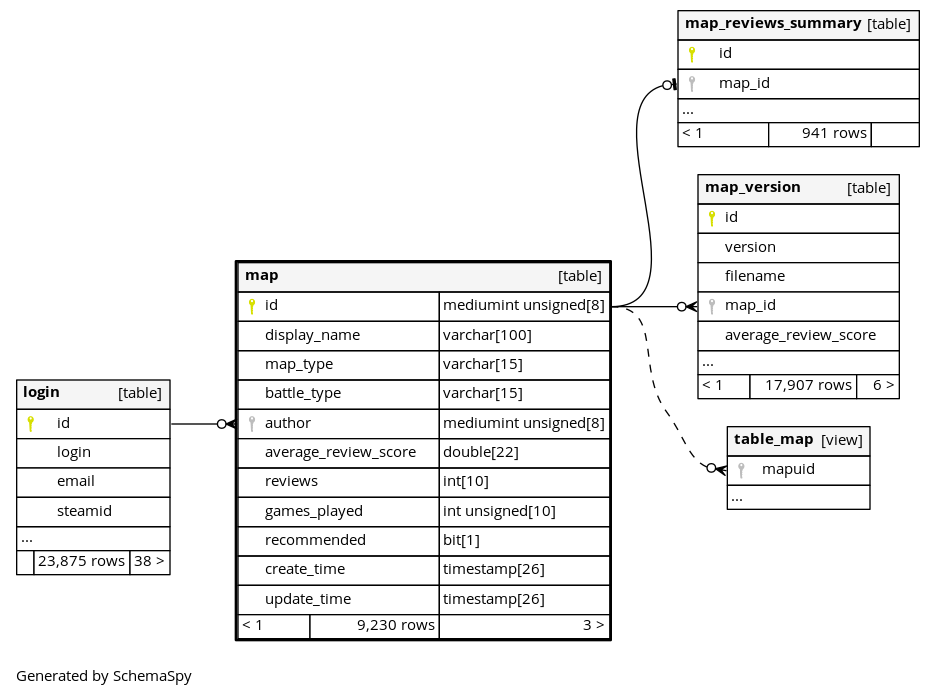 map_reviews_summary [table]
id
map_id
...
< 1 941 rows
map_version [table]
id
version
filename
map_id
average_review_score
...
< 1 17,907 rows 6 >
map [table]
id mediumint unsigned[8]
display_name varchar[100]
map_type varchar[15]
battle_type varchar[15]
author mediumint unsigned[8]
average_review_score double[22]
reviews int[10]
games_played int unsigned[10]
recommended bit[1]
create_time timestamp[26]
update_time timestamp[26]
< 1 9,230 rows 3 >
login [table]
id
login
email
steamid
...
23,875 rows 38 >
table_map [view]
mapuid
...
Generated by SchemaSpy